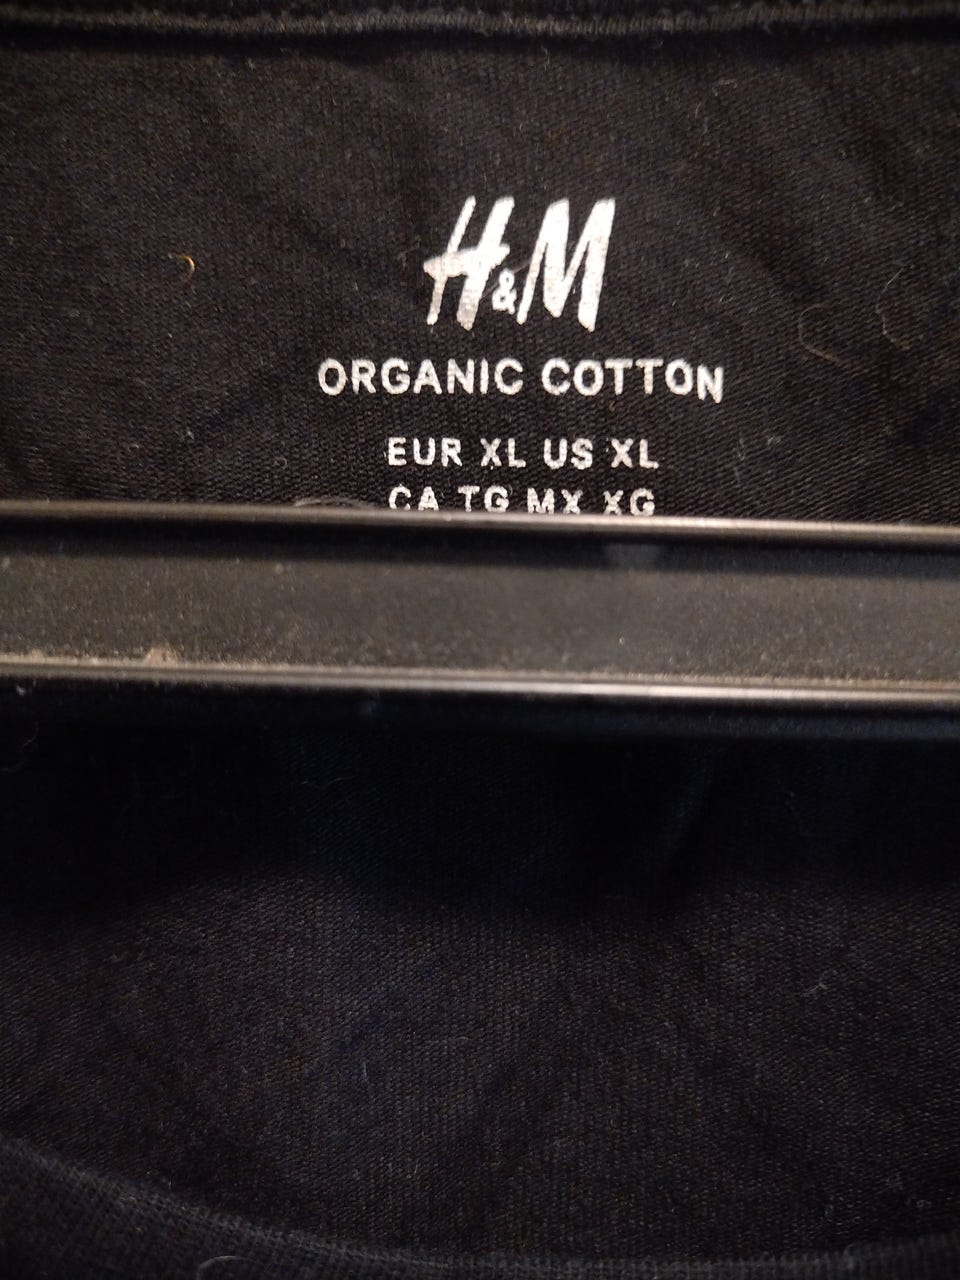 H&M
ORGANIC COTTON
EUR XL US XL
CA TG MX XG